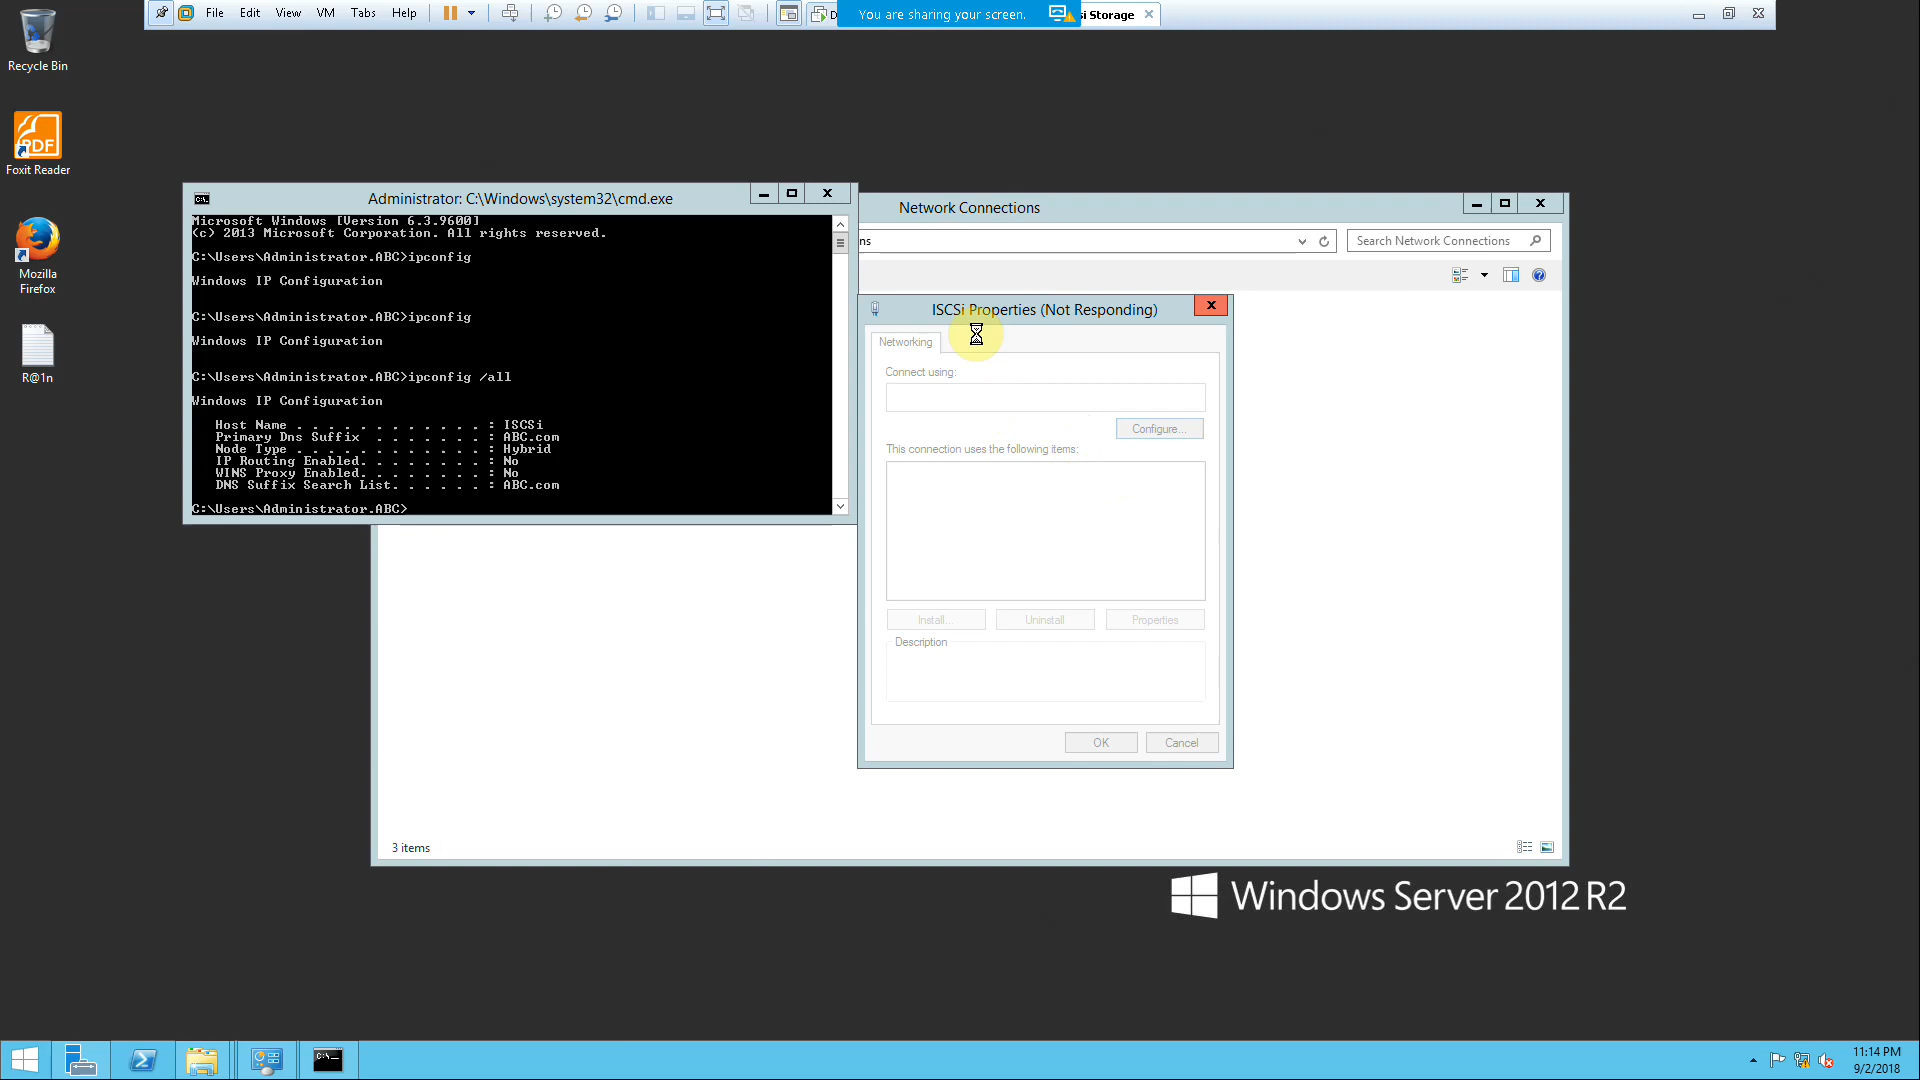 File Edit View VM Tabs Help
You are sharing your screen.
si Storage
Recycle Bin
PDF
Foxit Reader
Mozilla
Firefox
R@1n
Administrator: C:\Windows\system32\cmd.exe
Microsoft Windows [Version 6.3.9600]
(c) 2013 Microsoft Corporation. All rights reserved.
C:\Users\Administrator.ABC>ipconfig
Windows IP Configuration
C:\Users\Administrator.ABC>ipconfig
Windows IP Configuration
C:\Users\Administrator.ABC>ipconfig /all
Windows IP Configuration
Host Name . . . . . . . . . . . . : ISCSi
Primary Dns Suffix . . . . . . . : ABC.com
Node Type . . . . . . . . . . . . : Hybrid
IP Routing Enabled. . . . . . . . : No
WINS Proxy Enabled. . . . . . . . : No
DNS Suffix Search List. . . . . . : ABC.com
C:\Users\Administrator.ABC>
Network Connections
ns
Search Network Connections
ISCSi Properties (Not Responding)
Networking
Connect using:
Configure...
This connection uses the following items:
Install... Uninstall Properties
Description
OK Cancel
3 items
Windows Server 2012 R2
11:14 PM
9/2/2018